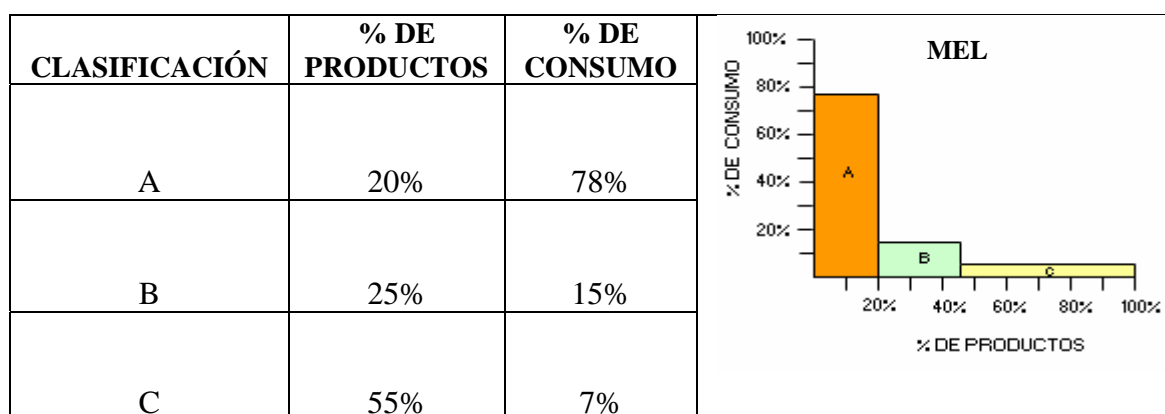 CLASIFICACIÓN
% DE
PRODUCTOS
% DE
CONSUMO
A
20%
78%
B
25%
15%
C
55%
7%
MEL
% DE CONSUMO
100%
80%
60%
40%
20%
A
B
C
20%
40%
60%
80%
100%
% DE PRODUCTOS